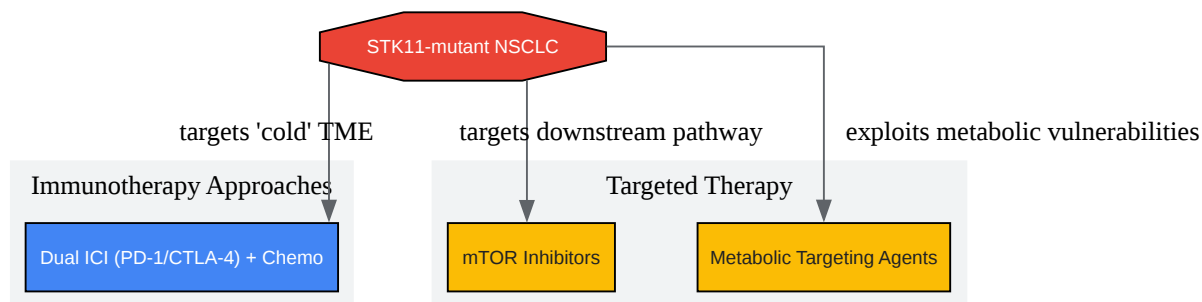 STK11-mutant NSCLC
targets 'cold' TME
targets downstream pathway
exploits metabolic vulnerabilities
Immunotherapy Approaches
Targeted Therapy
Dual ICI (PD-1/CTLA-4) + Chemo
mTOR Inhibitors
Metabolic Targeting Agents